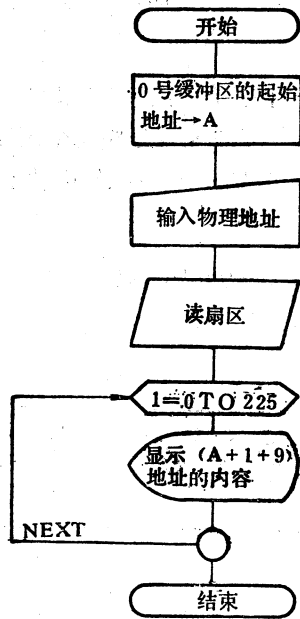 开始
0号缓冲区的起始
地址→A
输入物理地址
读扇区
1=.0 TO 225
显示(A+1+9)
地址的内容
NEXT
结束